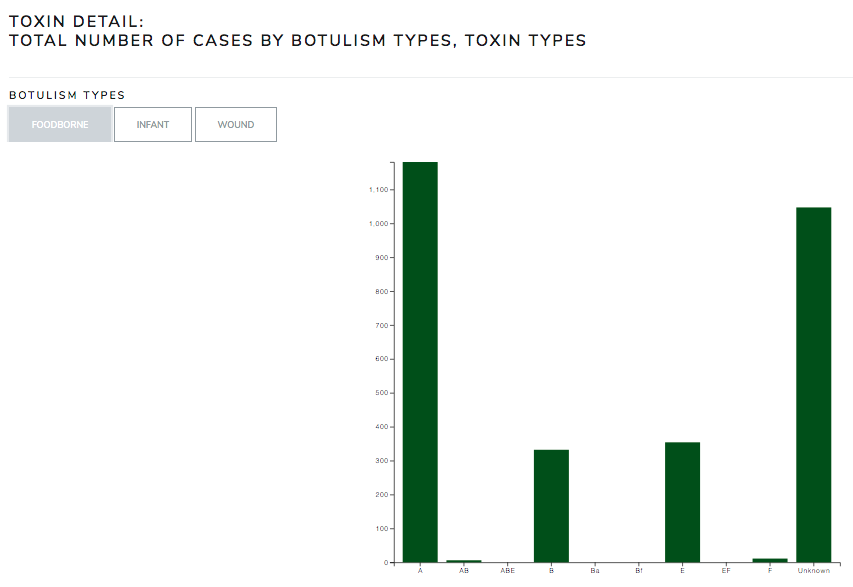 TOXIN DETAIL:
TOTAL NUMBER OF CASES BY BOTULISM TYPES, TOXIN TYPES
BOTULISM TYPES
FOODBORNE INFANT WOUND
1,100
1,000
900
800
700
600
500
400
300
200
100
0
A AB ABE B Ba Bf E EF F Unknown